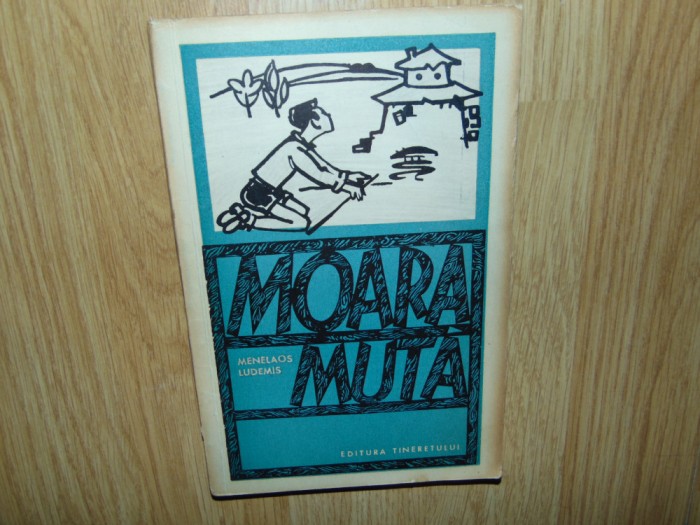 MOARA
MUTĂ
MENELAOS
LUDEMIS
EDITURA TINERETULUI